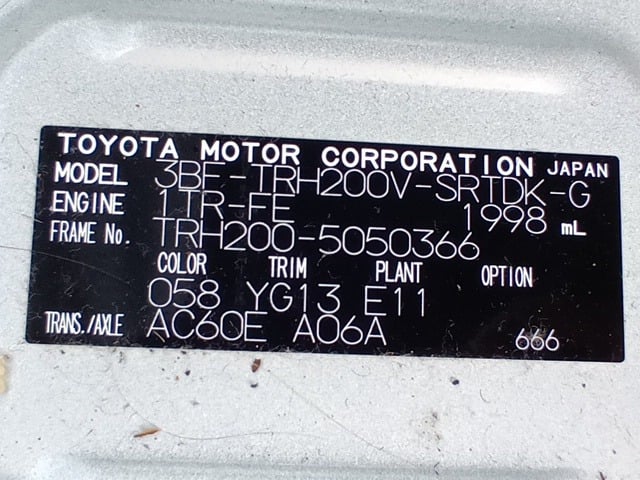 TOYOTA MOTOR CORPORATION JAPAN
MODEL 3BF-TRH200V-SRTDK-G
ENGINE 1TR-FE 1998 mL
FRAME No. TRH200-5050366
COLOR TRIM PLANT OPTION
058 YG13 E11
TRANS./AXLE AC60E A06A 666